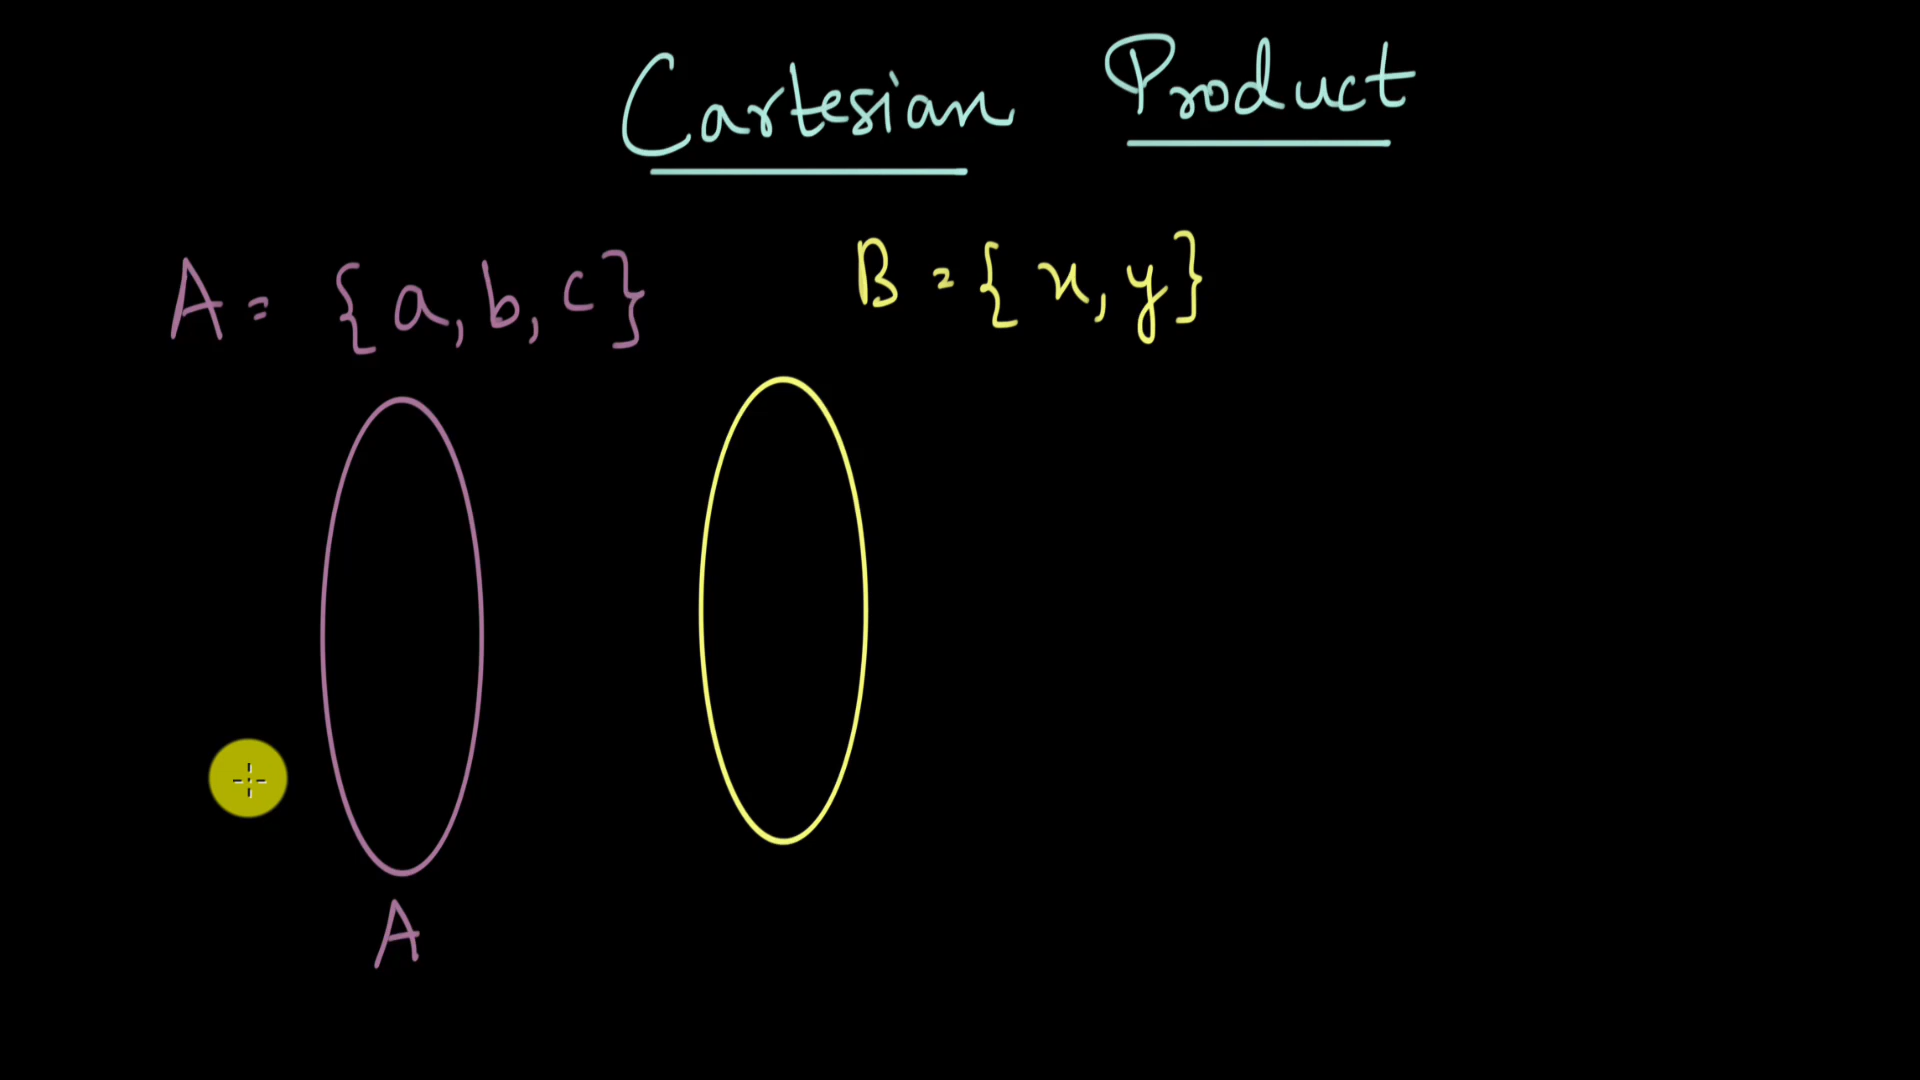 Cartesian Product
A = {a, b, c} B = {x, y}
A